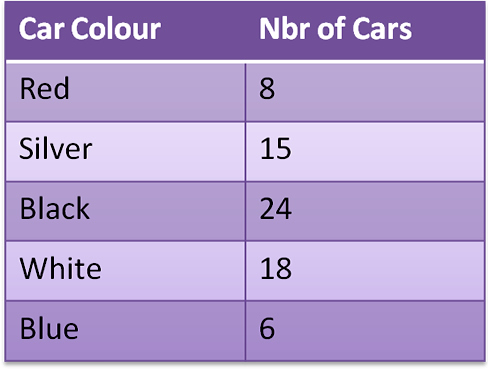 Car Colour Nbr of Cars
Red 8
Silver 15
Black 24
White 18
Blue 6